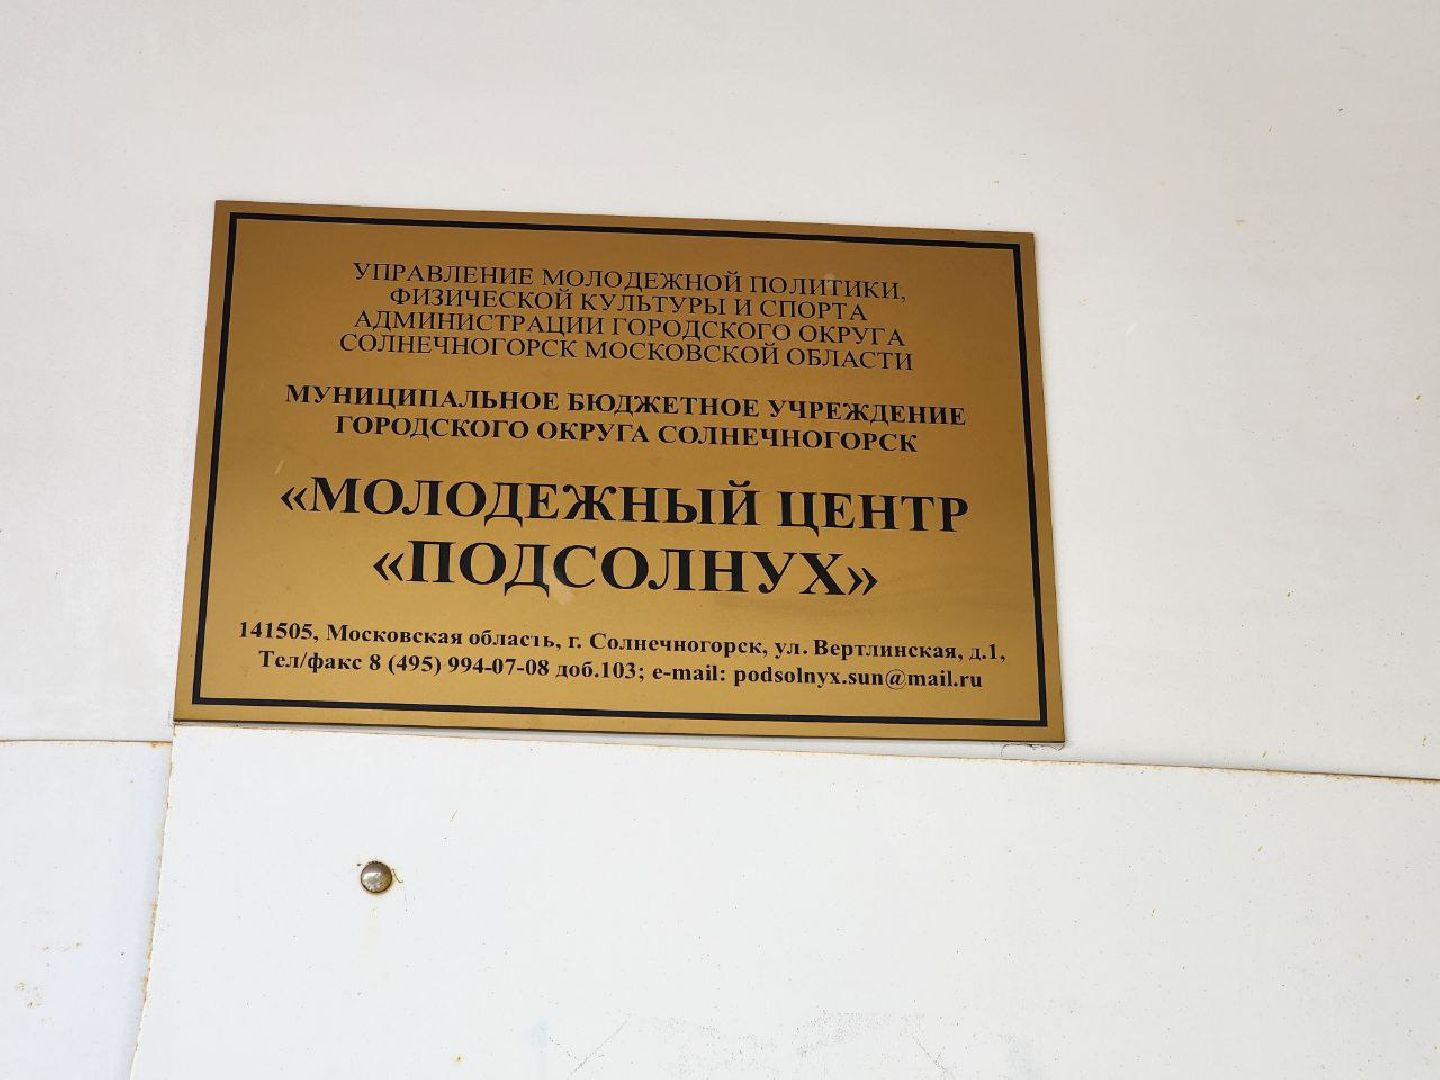 УПРАВЛЕНИЕ МОЛОДЕЖНОЙ ПОЛИТИКИ,
ФИЗИЧЕСКОЙ КУЛЬТУРЫ И СПОРТА
АДМИНИСТРАЦИИ ГОРОДСКОГО ОКРУГА
СОЛНЕЧНОГОРСК МОСКОВСКОЙ ОБЛАСТИ
МУНИЦИПАЛЬНОЕ БЮДЖЕТНОЕ УЧРЕЖДЕНИЕ
ГОРОДСКОГО ОКРУГА СОЛНЕЧНОГОРСК
«МОЛОДЕЖНЫЙ ЦЕНТР
«ПОДСОЛНУХ»
141505, Московская область, г. Солнечногорск, ул. Вертлинская, д.1,
Тел/факс 8 (495) 994-07-08 доб.103; e-mail: podsolnyx.sun@mail.ru